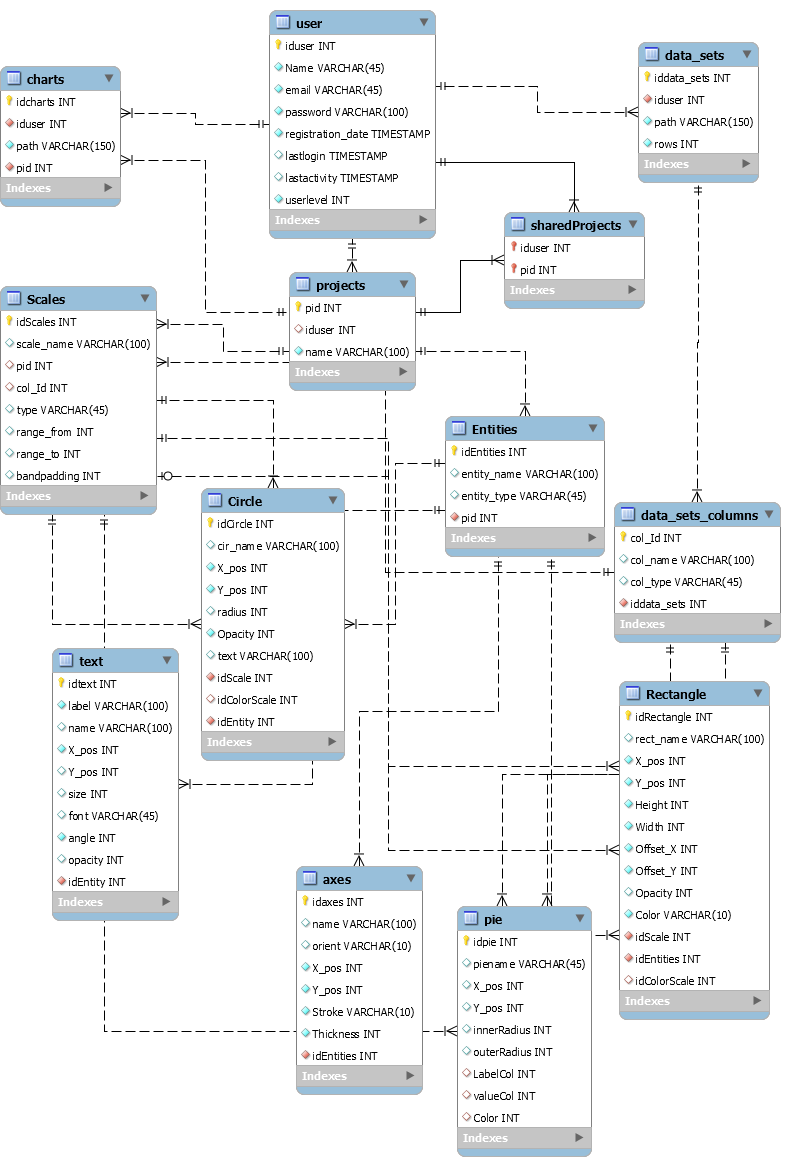 user
iduser INT
Name VARCHAR(45)
email VARCHAR(45)
password VARCHAR(100)
registration_date TIMESTAMP
lastlogin TIMESTAMP
lastactivity TIMESTAMP
userlevel INT
Indexes
data_sets
iddata_sets INT
iduser INT
path VARCHAR(150)
rows INT
Indexes
charts
idcharts INT
iduser INT
path VARCHAR(150)
pid INT
Indexes
sharedProjects
iduser INT
pid INT
Indexes
projects
pid INT
iduser INT
name VARCHAR(100)
Indexes
Scales
idScales INT
scale_name VARCHAR(100)
pid INT
col_Id INT
type VARCHAR(45)
range_from INT
range_to INT
bandpadding INT
Indexes
Entities
idEntities INT
entity_name VARCHAR(100)
entity_type VARCHAR(45)
pid INT
Indexes
Circle
idCircle INT
cir_name VARCHAR(100)
X_pos INT
Y_pos INT
radius INT
Opacity INT
text VARCHAR(100)
idScale INT
idColorScale INT
idEntity INT
Indexes
data_sets_columns
col_Id INT
col_name VARCHAR(100)
col_type VARCHAR(45)
iddata_sets INT
Indexes
text
idtext INT
label VARCHAR(100)
name VARCHAR(100)
X_pos INT
Y_pos INT
size INT
font VARCHAR(45)
angle INT
opacity INT
idEntity INT
Indexes
Rectangle
idRectangle INT
rect_name VARCHAR(100)
X_pos INT
Y_pos INT
Height INT
Width INT
Offset_X INT
Offset_Y INT
Opacity INT
Color VARCHAR(10)
idScale INT
idEntities INT
idColorScale INT
Indexes
axes
idaxes INT
name VARCHAR(100)
orient VARCHAR(10)
X_pos INT
Y_pos INT
Stroke VARCHAR(10)
Thickness INT
idEntities INT
Indexes
pie
idpie INT
piename VARCHAR(45)
X_pos INT
Y_pos INT
innerRadius INT
outerRadius INT
LabelCol INT
valueCol INT
Color INT
Indexes